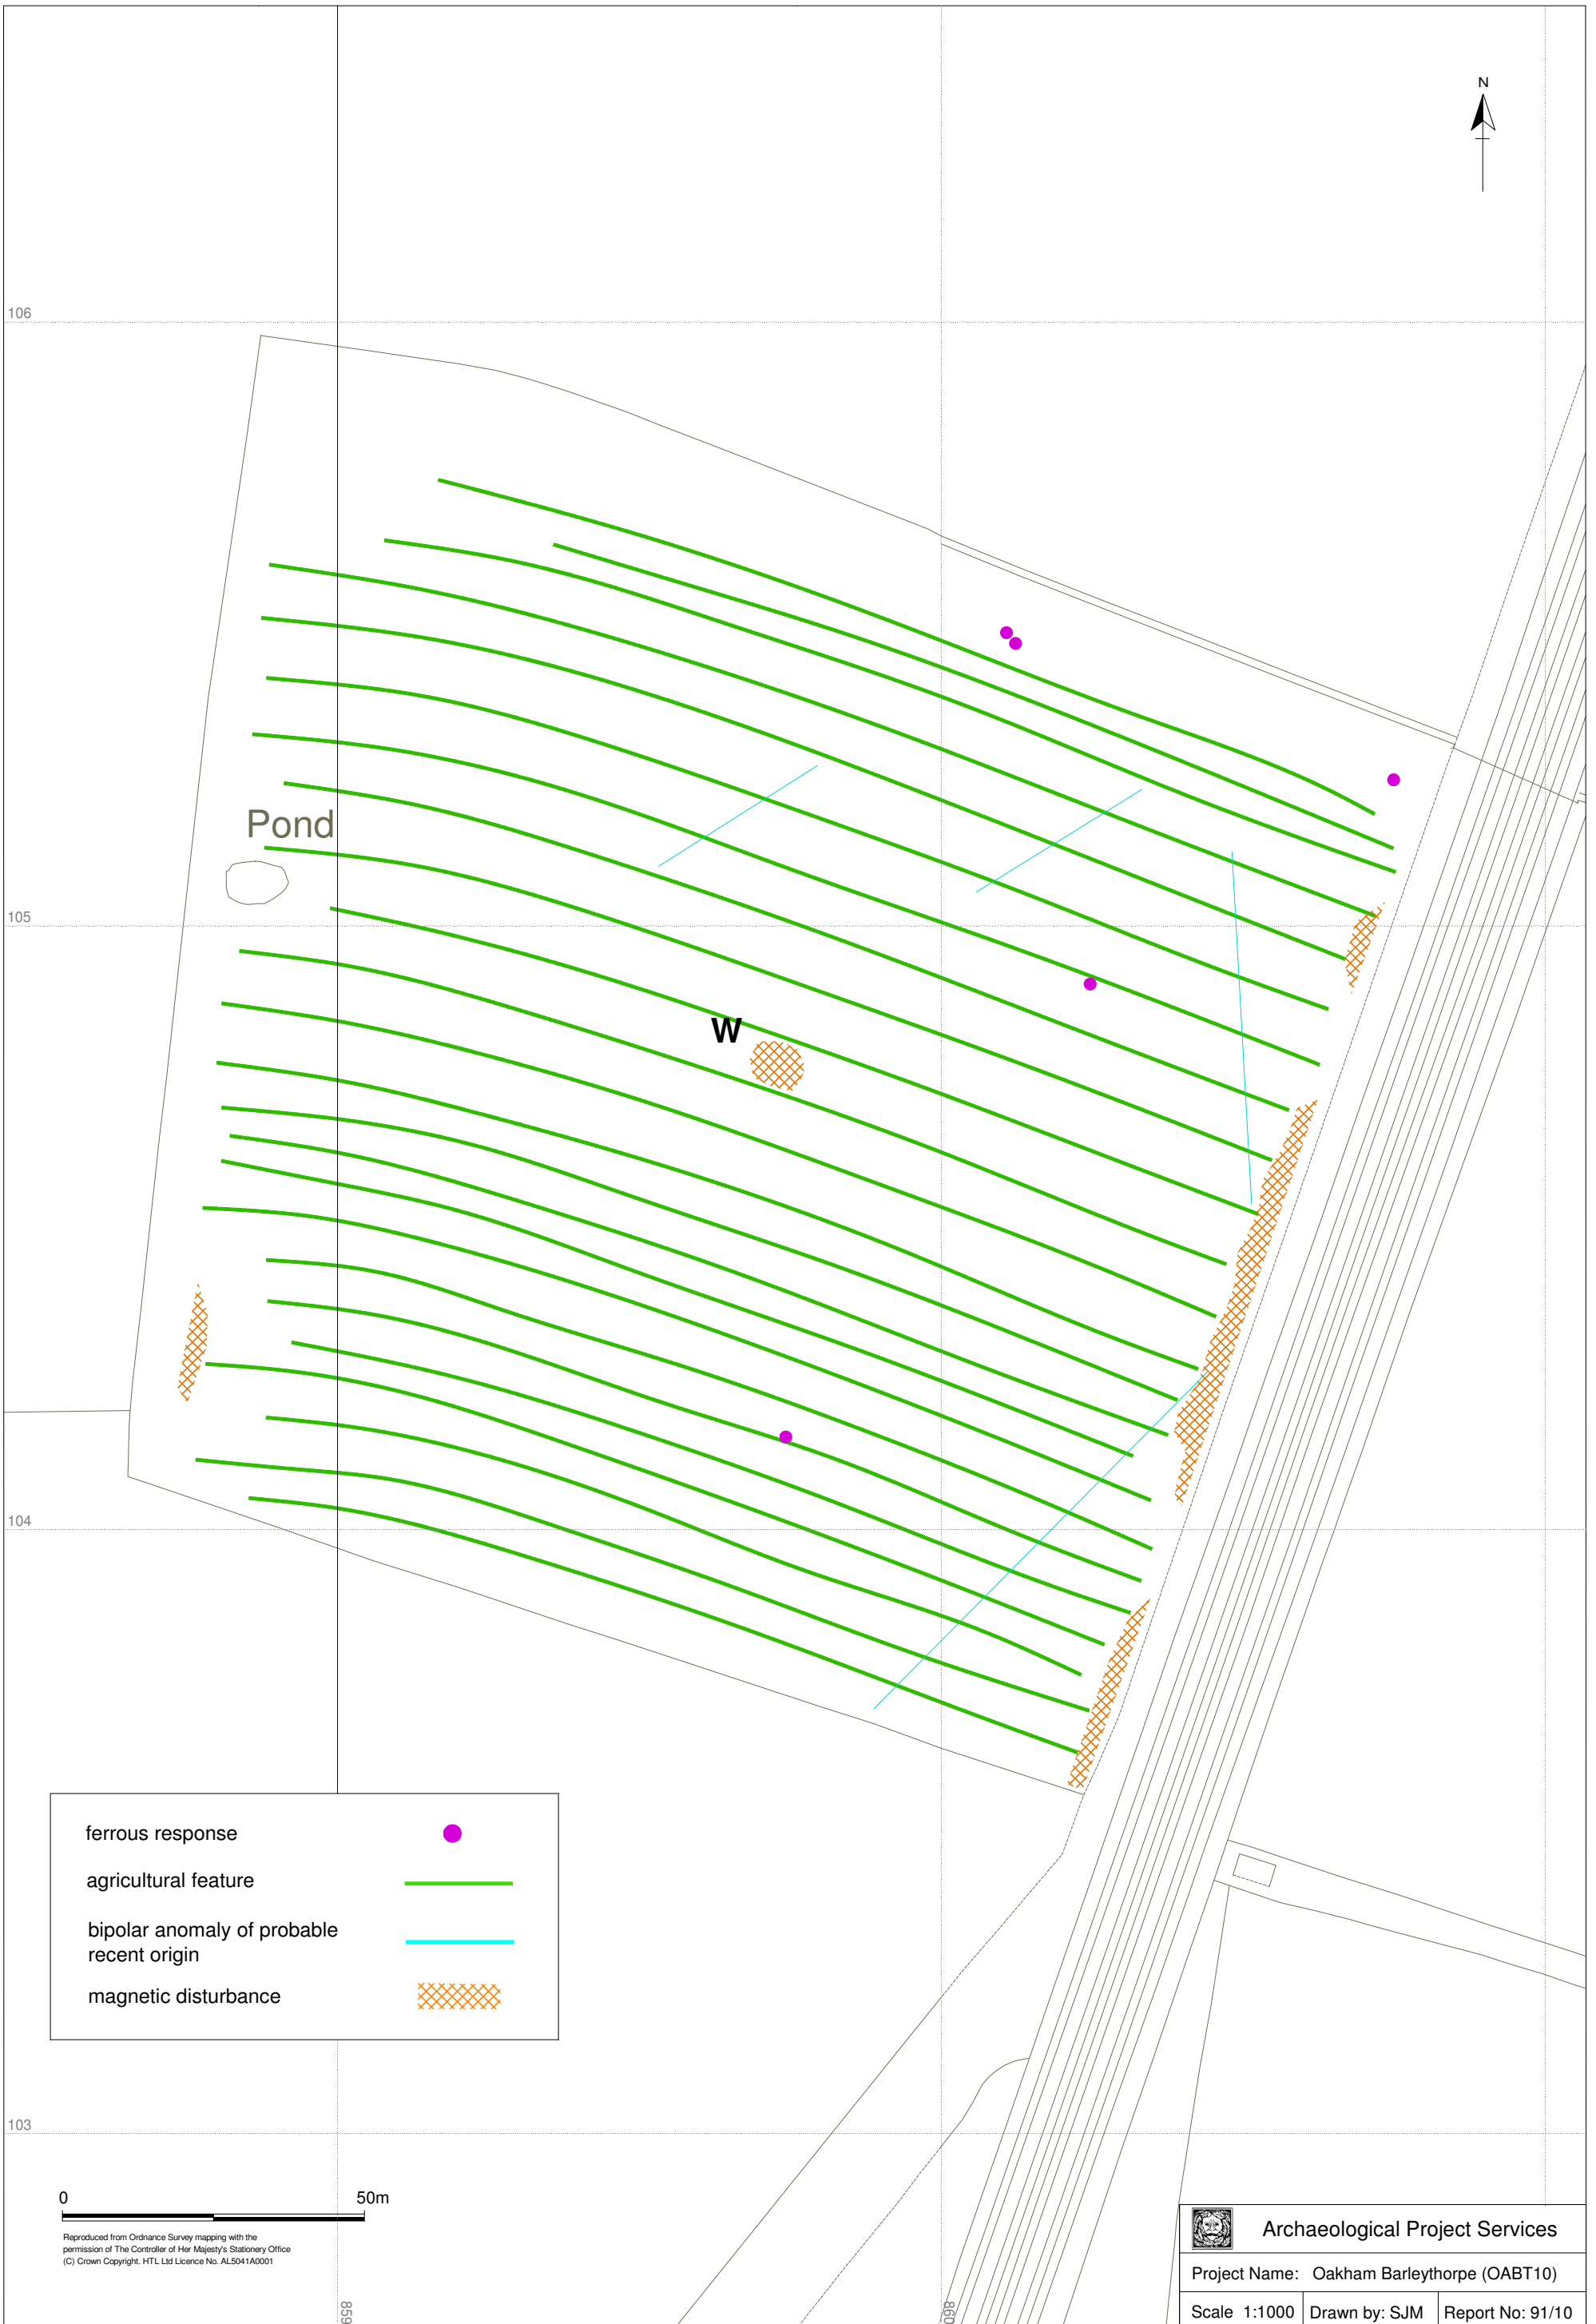 N
106
Pond
105
W
104
ferrous response
agricultural feature
bipolar anomaly of probable
recent origin
magnetic disturbance
103
0 50m
Reproduced from Ordnance Survey mapping with the
permission of The Controller of Her Majesty's Stationery Office
(C) Crown Copyright. HTL Ltd Licence No. AL5041A0001
859
860
Archaeological Project Services
Project Name: Oakham Barleythorpe (OABT10)
Scale 1:1000 Drawn by: SJM Report No: 91/10